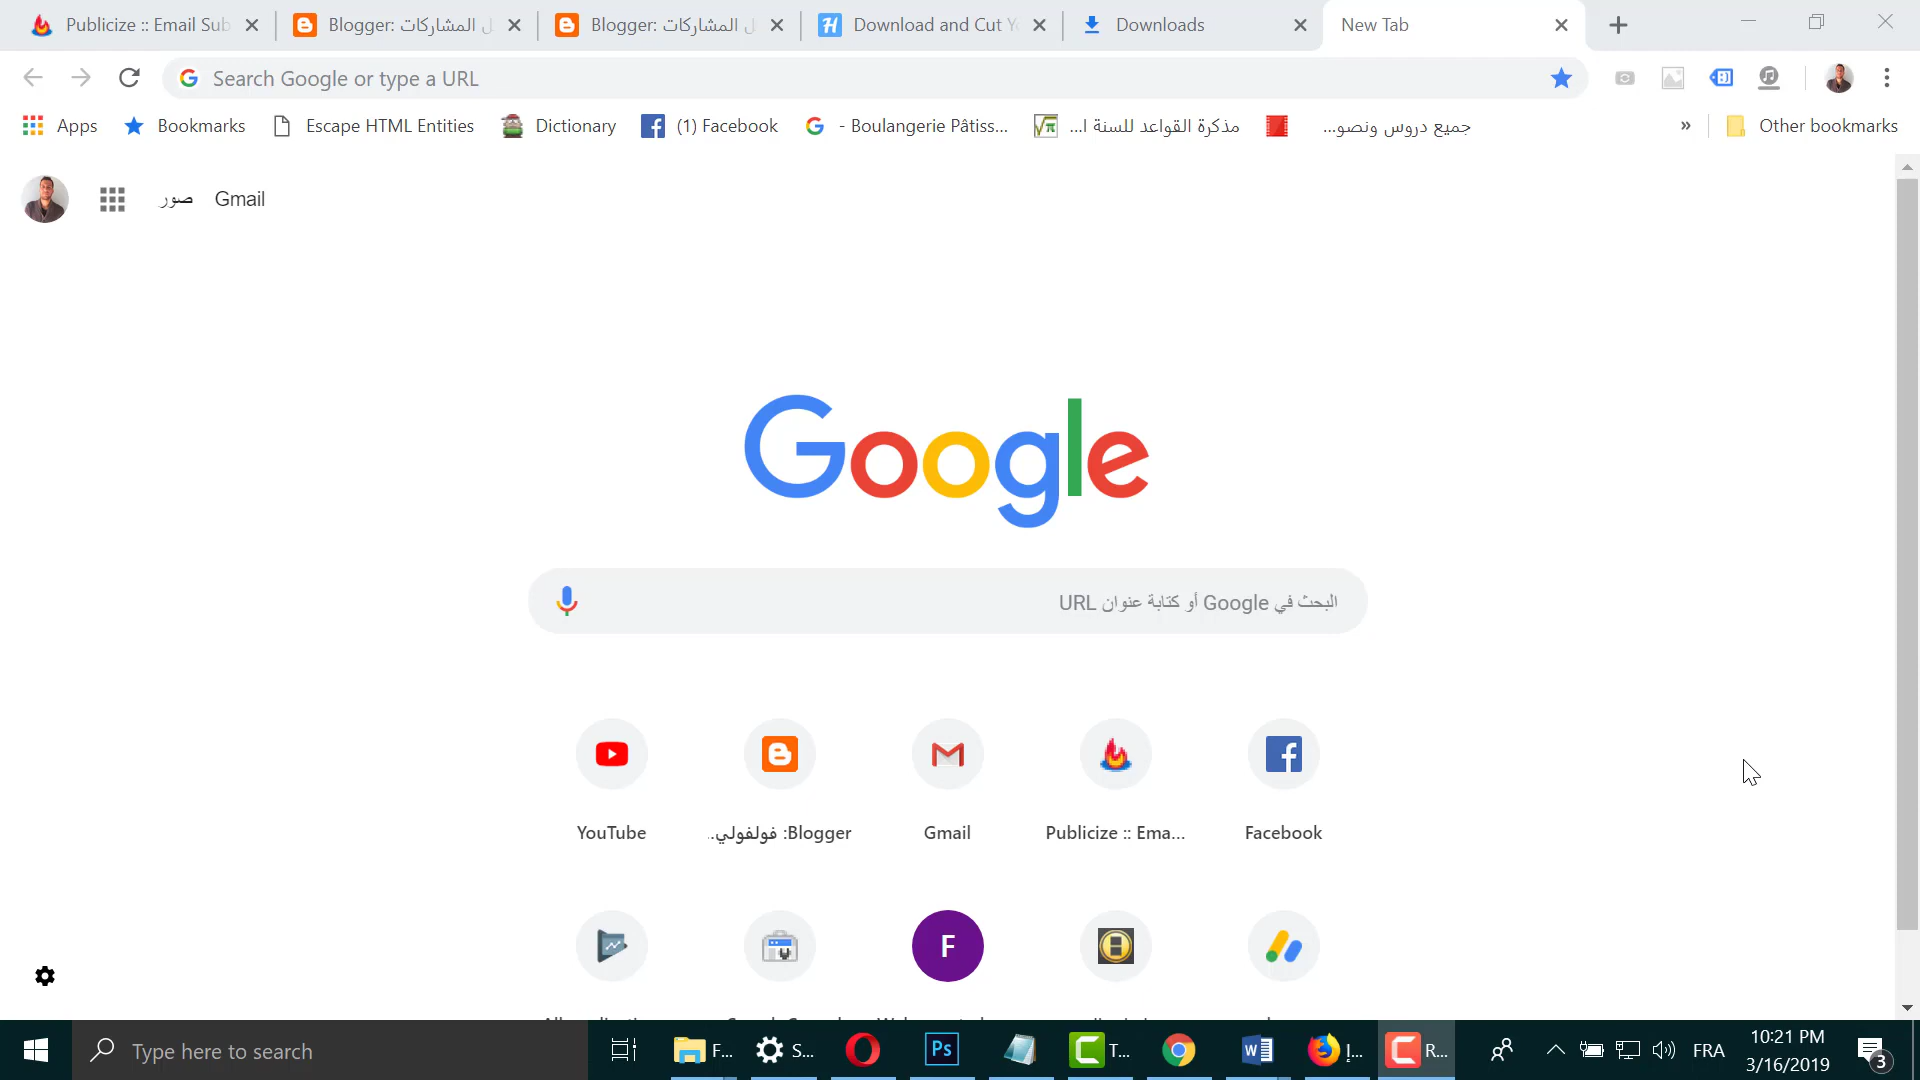 Publicize :: Email Sub
Blogger: ل المشاركات
Blogger: ل المشاركات
Download and Cut Y
Downloads
New Tab
Search Google or type a URL
Apps
Bookmarks
Escape HTML Entities
Dictionary
(1) Facebook
- Boulangerie Pâtiss...
مذكرة القواعد للسنة ا...
جميع دروس ونصو...
»
Other bookmarks
صور
Gmail
Google
البحث في Google أو كتابة عنوان URL
YouTube
Blogger: فولفولي...
Gmail
Publicize :: Ema...
Facebook
F
Type here to search
F...
S...
Ps
T...
W
إ...
R...
FRA
10:21 PM
3/16/2019
3